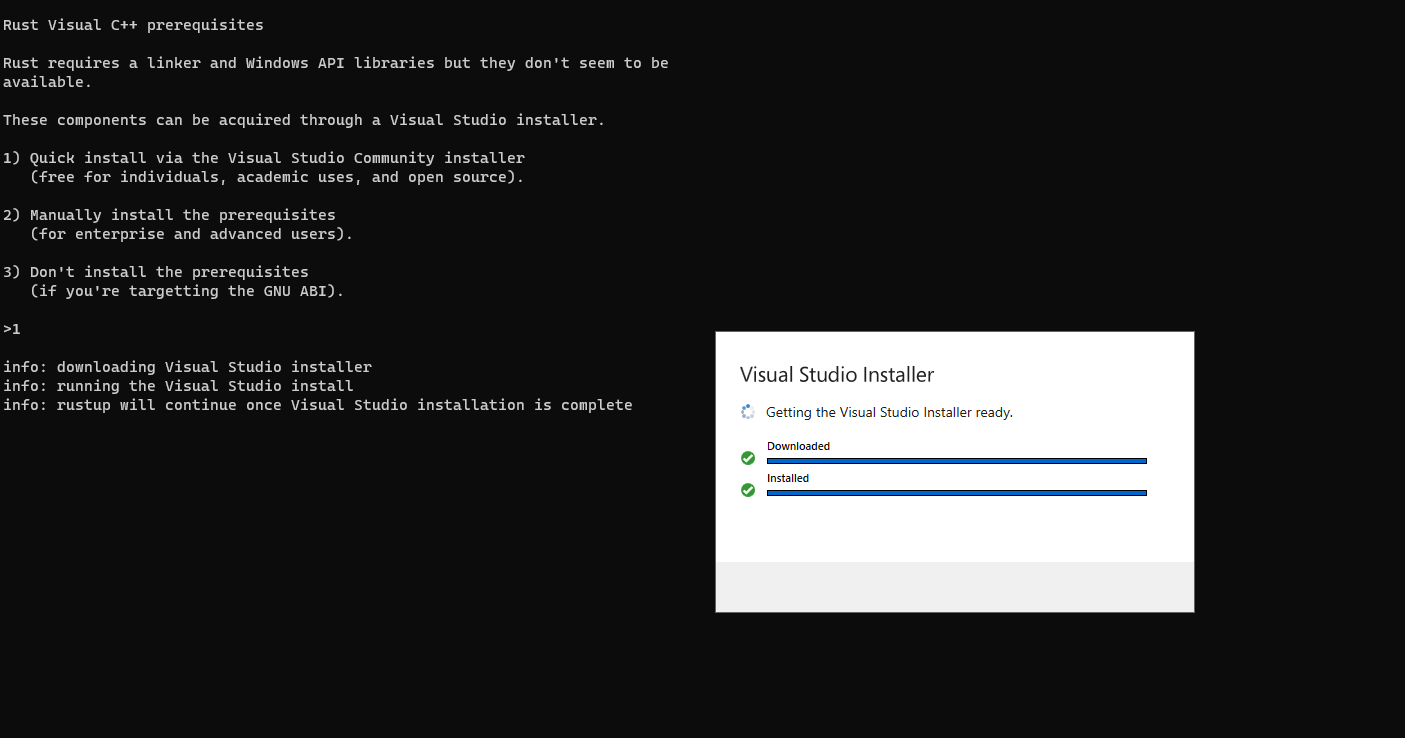 Rust Visual C++ prerequisites
Rust requires a linker and Windows API libraries but they don't seem to be
available.
These components can be acquired through a Visual Studio installer.
1) Quick install via the Visual Studio Community installer
(free for individuals, academic uses, and open source).
2) Manually install the prerequisites
(for enterprise and advanced users).
3) Don't install the prerequisites
(if you're targetting the GNU ABI).
>1
info: downloading Visual Studio installer
info: running the Visual Studio install
info: rustup will continue once Visual Studio installation is complete
Visual Studio Installer
Getting the Visual Studio Installer ready.
Downloaded
Installed